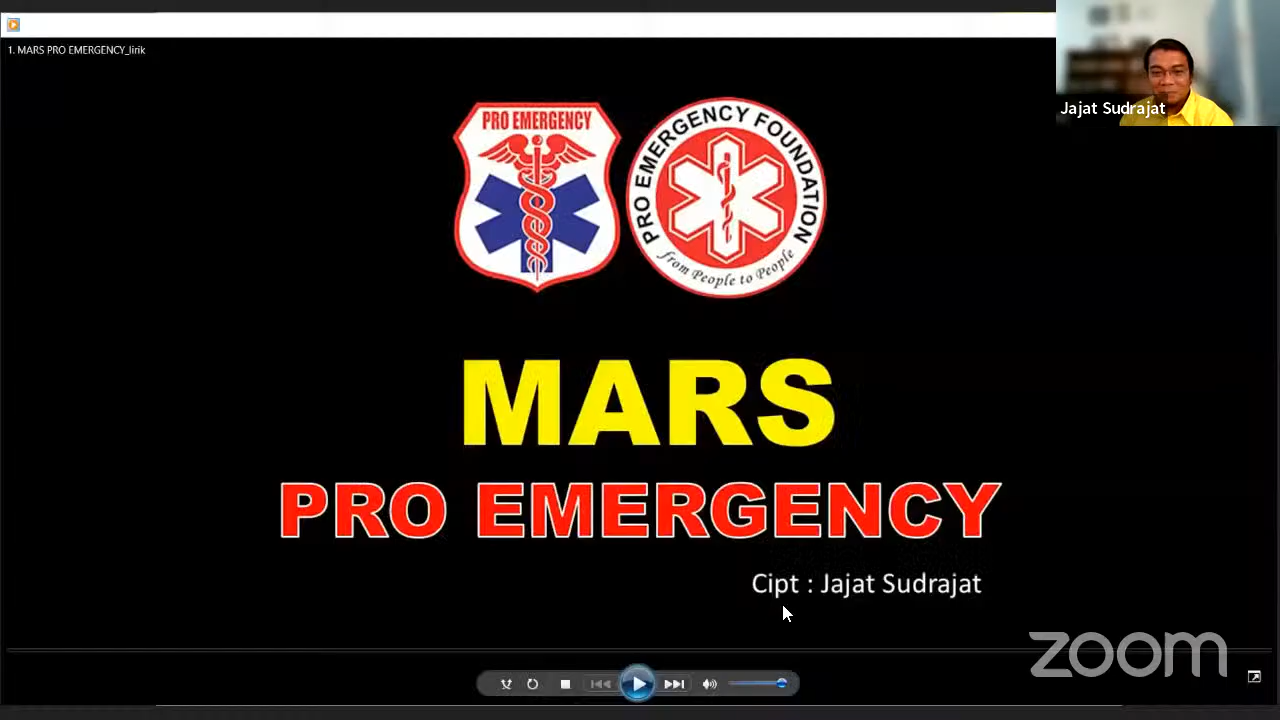 1. MARS PRO EMERGENCY_lirik
Jajat Sudrajat
PRO EMERGENCY
PRO EMERGENCY FOUNDATION
from People to People
MARS
PRO EMERGENCY
Cipt : Jajat Sudrajat
zoom